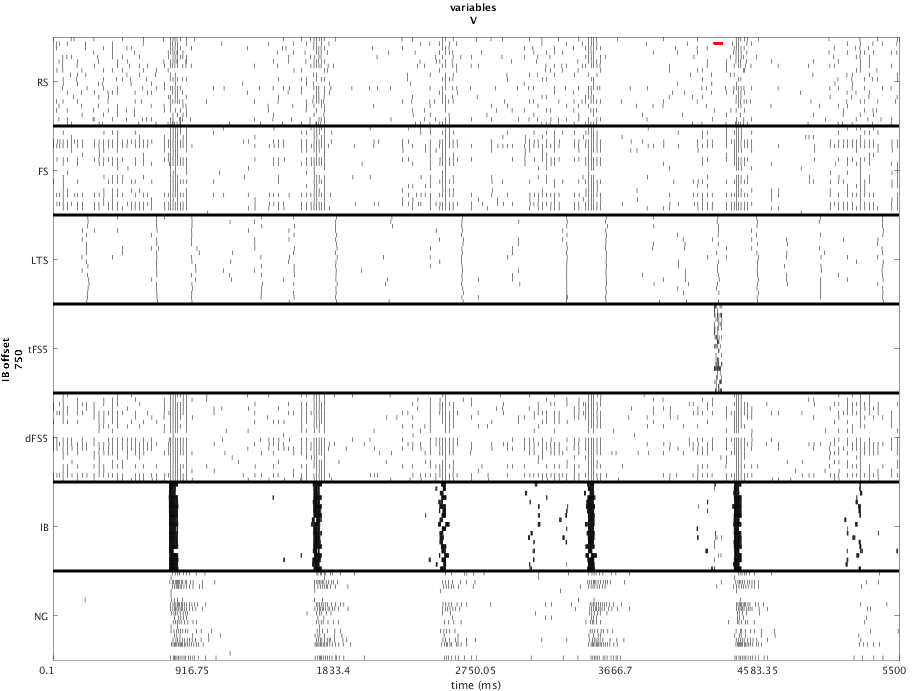 variables
V
RS
FS
LTS
tFS5
dFS5
IB
NG
IB offset
750
0.1 916.75 1833.4 2750.05 3666.7 4583.35 5500
time (ms)